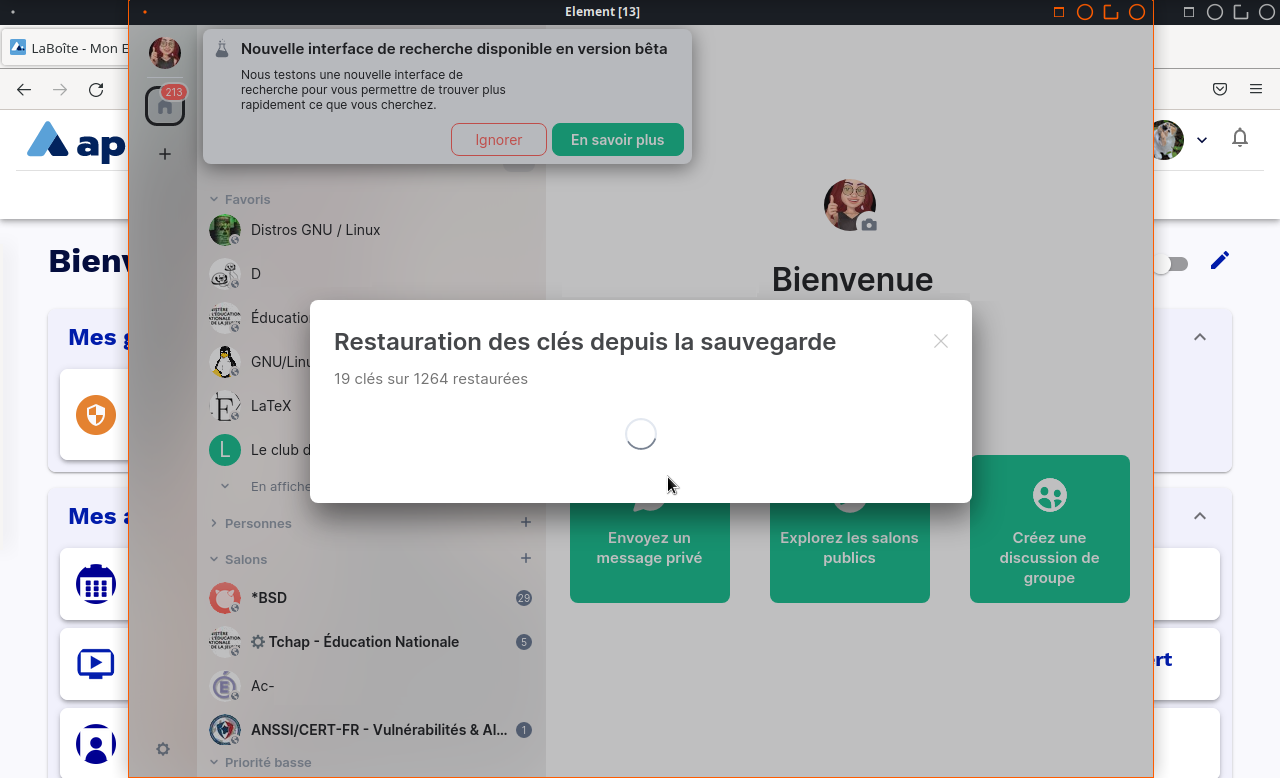 Element [13]
LaBoîte - Mon E
Nouvelle interface de recherche disponible en version bêta
Nous testons une nouvelle interface de
recherche pour vous permettre de trouver plus
rapidement ce que vous cherchez.
Ignorer
En savoir plus
213
ap
Favoris
Distros GNU / Linux
D
Éducatio
GNU/Linu
LaTeX
L
Le club d
En affiche
Personnes
Salons
*BSD
29
Tchap - Éducation Nationale
5
Ac-
ANSSI/CERT-FR - Vulnérabilités & Al...
1
Priorité basse
Bienvenue
Restauration des clés depuis la sauvegarde
19 clés sur 1264 restaurées
Envoyez un
message privé
Explorez les salons
publics
Créez une
discussion de
groupe
Bienv
Mes g
Mes a
ert